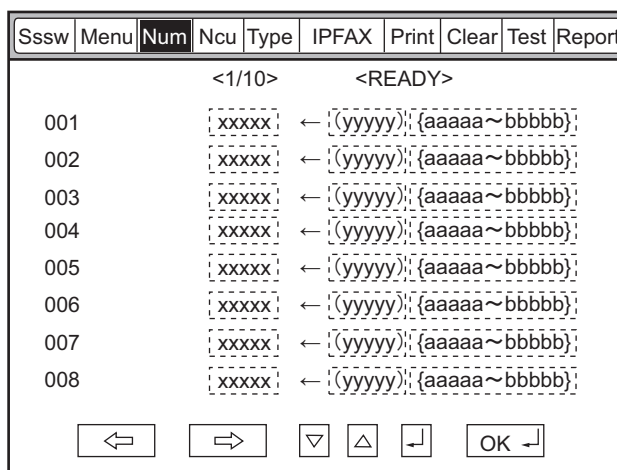 Sssw Menu Num Ncu Type IPFAX Print Clear Test Report
<1/10> <READY>
001 xxxxx ← (yyyyy) {aaaaa~bbbbb}
002 xxxxx ← (yyyyy) {aaaaa~bbbbb}
003 xxxxx ← (yyyyy) {aaaaa~bbbbb}
004 xxxxx ← (yyyyy) {aaaaa~bbbbb}
005 xxxxx ← (yyyyy) {aaaaa~bbbbb}
006 xxxxx ← (yyyyy) {aaaaa~bbbbb}
007 xxxxx ← (yyyyy) {aaaaa~bbbbb}
008 xxxxx ← (yyyyy) {aaaaa~bbbbb}
OK